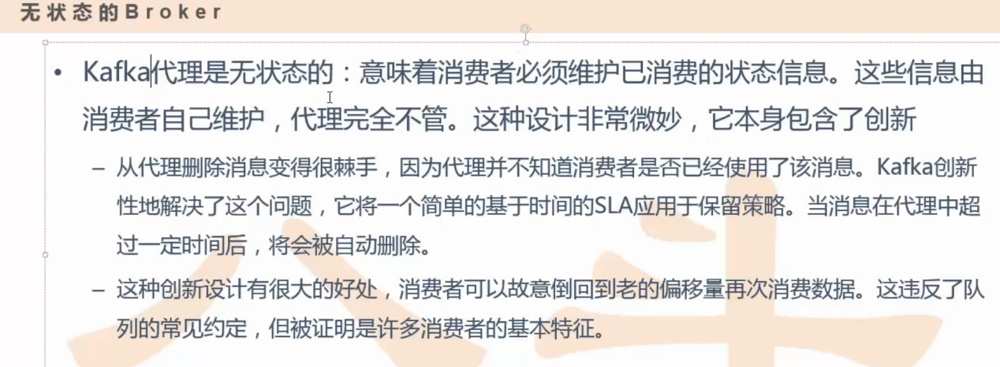 无状态的Broker
• Kafka代理是无状态的：意味着消费者必须维护已消费的状态信息。这些信息由
消费者自己维护，代理完全不管。这种设计非常微妙，它本身包含了创新
– 从代理删除消息变得很棘手，因为代理并不知道消费者是否已经使用了该消息。Kafka创新
性地解决了这个问题，它将一个简单的基于时间的SLA应用于保留策略。当消息在代理中超
过一定时间后，将会被自动删除。
– 这种创新设计有很大的好处，消费者可以故意倒回到老的偏移量再次消费数据。这违反了队
列的常见约定，但被证明是许多消费者的基本特征。